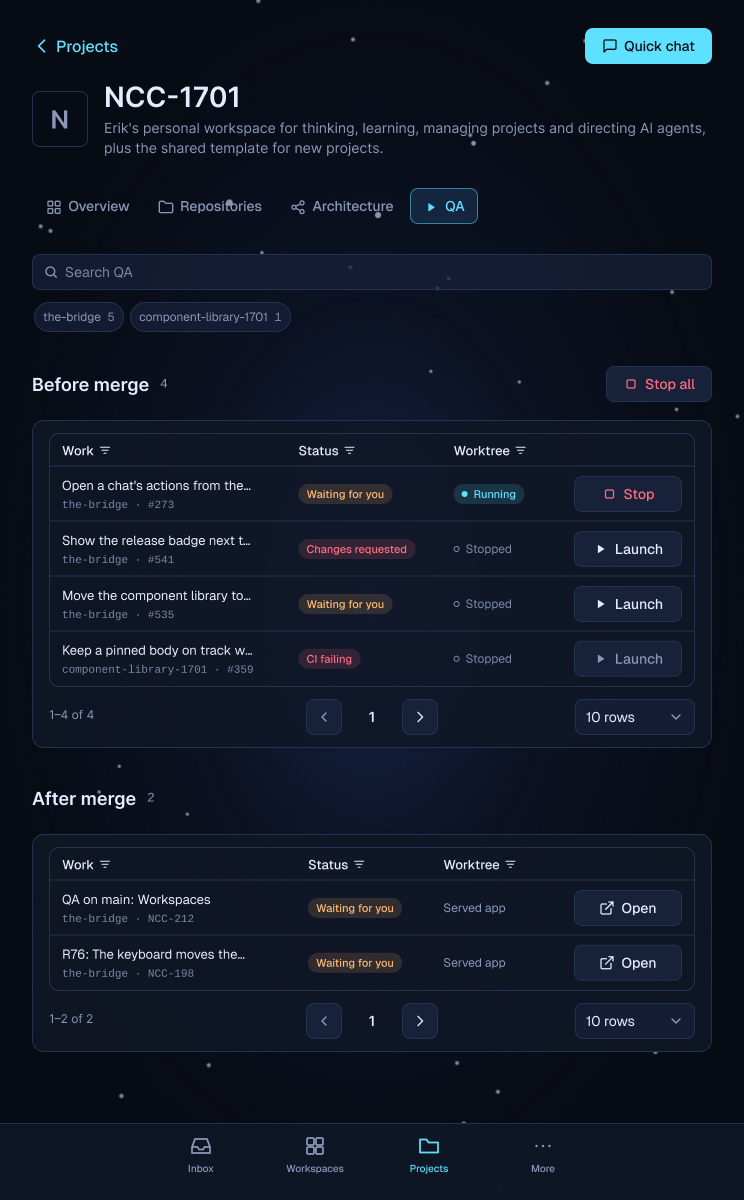 Projects
Quick chat
N
NCC-1701
Erik's personal workspace for thinking, learning, managing projects and directing AI agents,
plus the shared template for new projects.
Overview
Repositories
Architecture
QA
Search QA
the-bridge 5
component-library-1701 1
Before merge 4
Stop all
Work Status Worktree
Open a chat's actions from the…
the-bridge · #273
Waiting for you
Running
Stop
Show the release badge next t…
the-bridge · #541
Changes requested
Stopped
Launch
Move the component library to…
the-bridge · #535
Waiting for you
Stopped
Launch
Keep a pinned body on track w…
component-library-1701 · #359
CI failing
Stopped
Launch
1–4 of 4
1
10 rows
After merge 2
Work Status Worktree
QA on main: Workspaces
the-bridge · NCC-212
Waiting for you
Served app
Open
R76: The keyboard moves the…
the-bridge · NCC-198
Waiting for you
Served app
Open
1–2 of 2
1
10 rows
Inbox
Workspaces
Projects
More